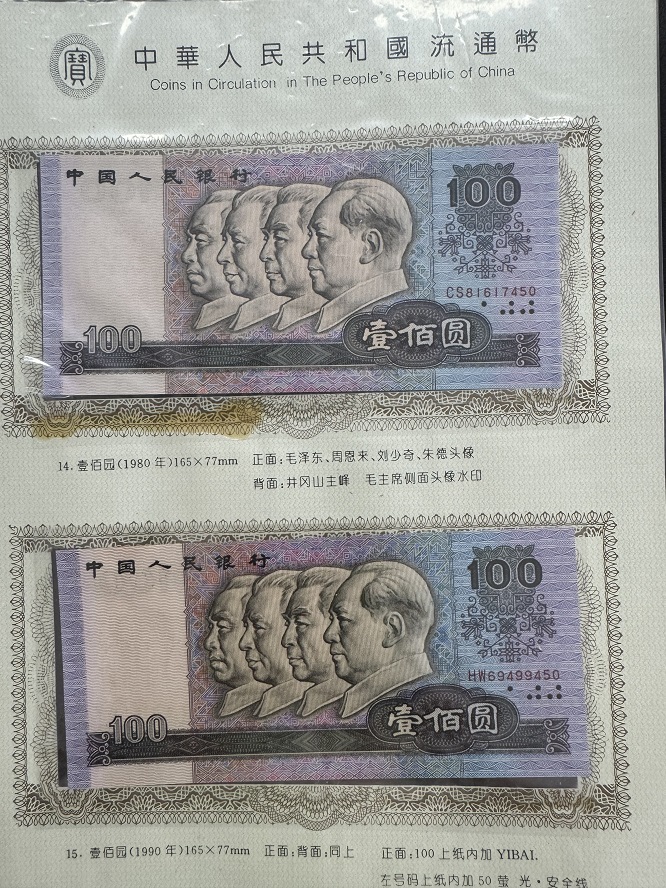 寶
中華人民共和國流通幣
Coins in Circulation in The People's Republic of China
中国人民银行
100
CS81617450
100
壹佰圆
14.壹佰园(1980年)165×77mm 正面:毛泽东、周恩来、刘少奇、朱德头像
背面:井冈山主峰 毛主席侧面头像水印
中国人民银行
100
HW69499450
100
壹佰圆
15.壹佰园(1990年)165×77mm 正面:背面:同上 正面:100上纸内加YIBAI.
左号码上纸内加50荧光·安全线